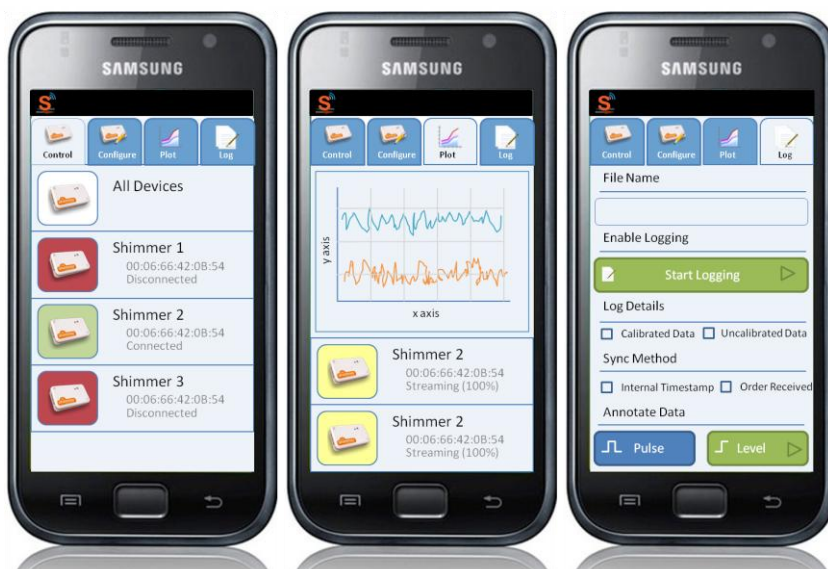 SAMSUNG
S
Control Configure Plot Log
All Devices
Shimmer 1
00:06:66:42:0B:54
Disconnected
Shimmer 2
00:06:66:42:0B:54
Connected
Shimmer 3
00:06:66:42:0B:54
Disconnected
SAMSUNG
S
Control Configure Plot Log
y axis
x axis
Shimmer 2
00:06:66:42:0B:54
Streaming (100%)
Shimmer 2
00:06:66:42:0B:54
Streaming (100%)
SAMSUNG
S
Control Configure Plot Log
File Name
Enable Logging
Start Logging
Log Details
Calibrated Data Uncalibrated Data
Sync Method
Internal Timestamp Order Received
Annotate Data
Pulse Level